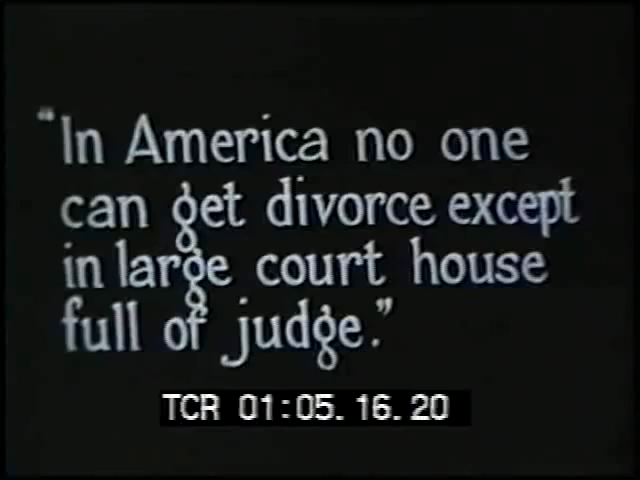 “In America no one
can get divorce except
in large court house
full of judge.”
TCR 01:05.16.20